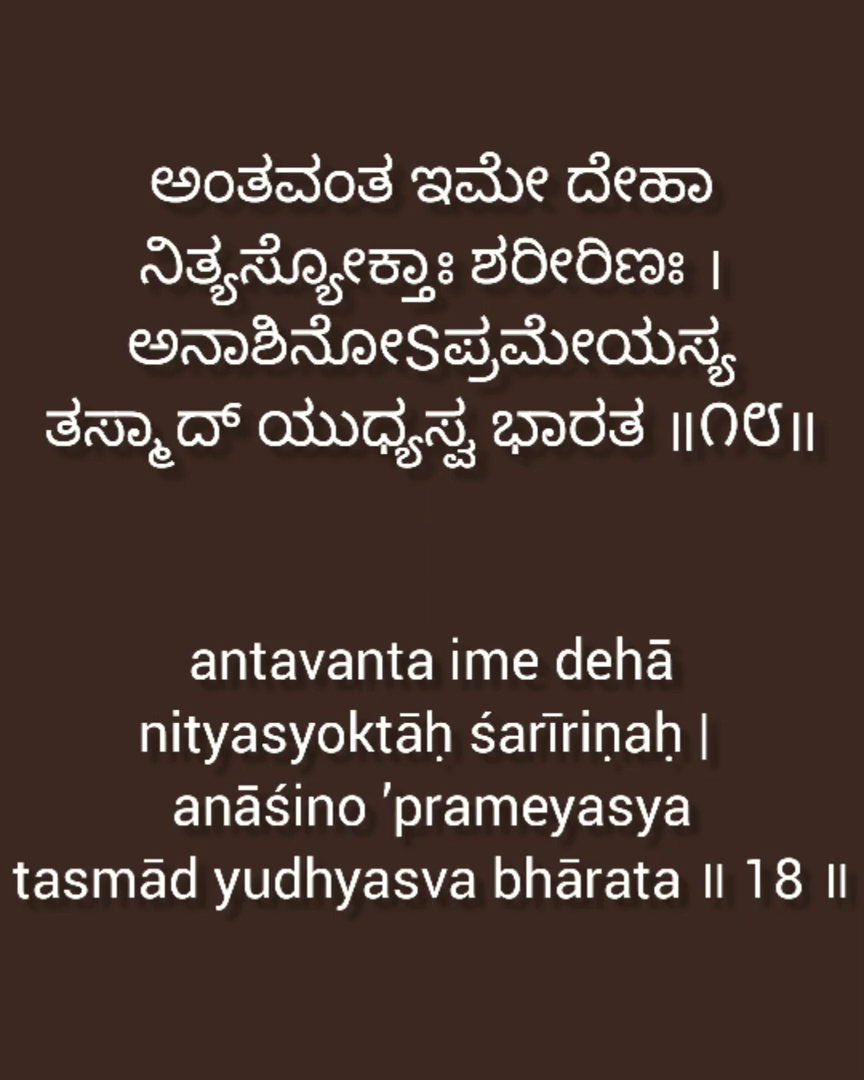 ಅಂತವಂತ ಇಮೇ ದೇಹಾ
ನಿತ್ಯಸ್ಯೋಕ್ತಾಃ ಶರೀರಿಣಃ |
ಅನಾಶಿನೋSಪ್ರಮೇಯಸ್ಯ
ತಸ್ಮಾದ್ ಯುಧ್ಯಸ್ವ ಭಾರತ ॥೧೮॥
antavanta ime dehā
nityasyoktāḥ śarīriṇaḥ |
anāśino 'prameyasya
tasmād yudhyasva bhārata ॥ 18 ॥